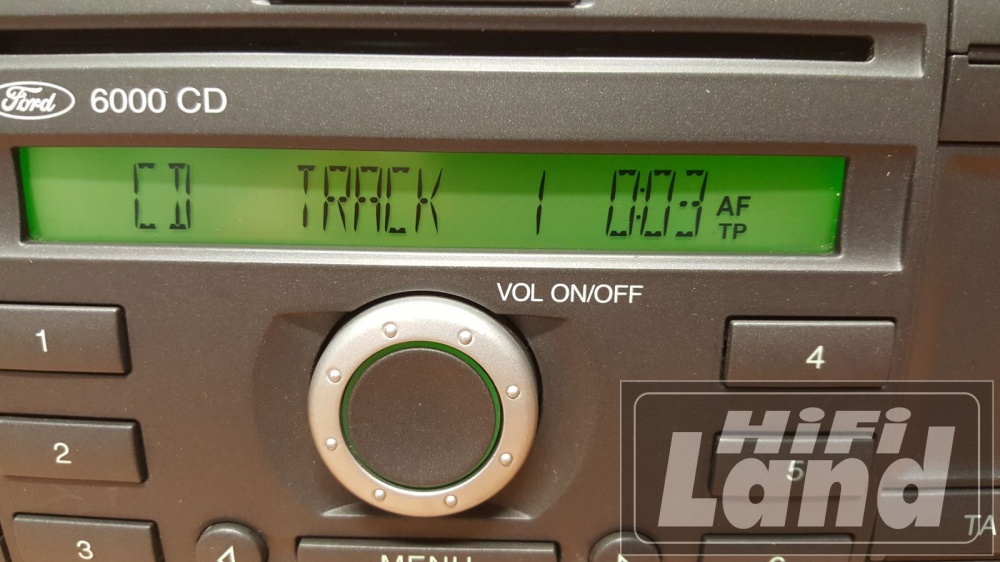 Ford 6000 CD
CD TRACK 1 0:03 AF
TP
VOL ON/OFF
1
4
2
5
3
MENU
6
TA
HiFi
Land